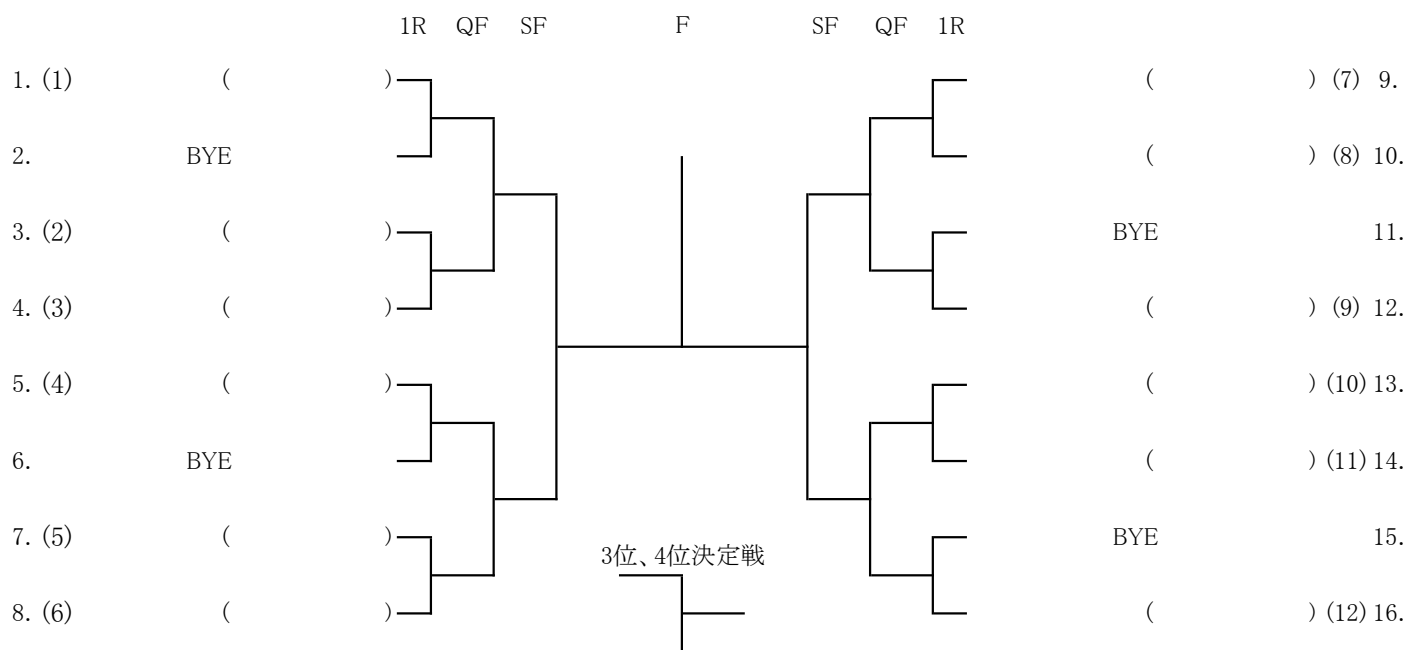 1R QF SF F SF QF 1R
1. (1) ( ) ( ) (7) 9.
2. BYE ( ) (8) 10.
3. (2) ( ) BYE 11.
4. (3) ( ) ( ) (9) 12.
5. (4) ( ) ( ) (10) 13.
6. BYE ( ) (11) 14.
7. (5) ( ) BYE 15.
3位、4位決定戦
8. (6) ( ) ( ) (12) 16.